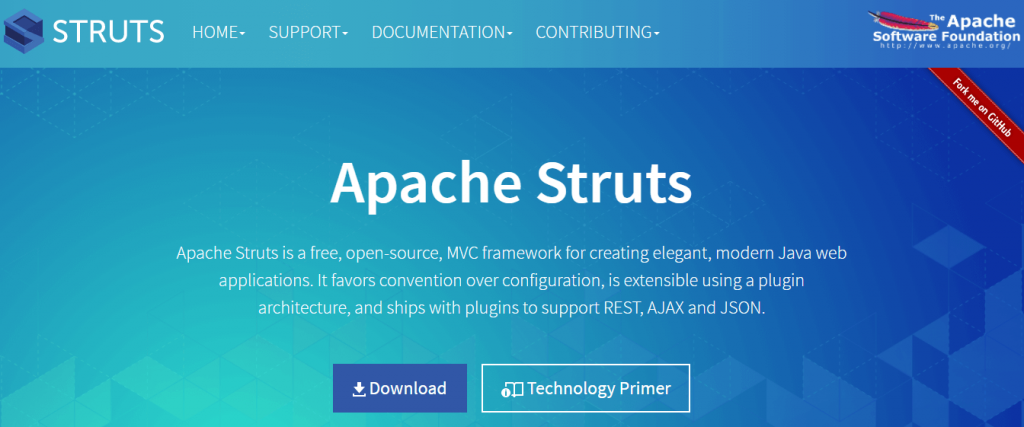 STRUTS
HOME
SUPPORT
DOCUMENTATION
CONTRIBUTING
The Apache
Software Foundation
http://www.apache.org/
Fork me on GitHub
Apache Struts
Apache Struts is a free, open-source, MVC framework for creating elegant, modern Java web
applications. It favors convention over configuration, is extensible using a plugin
architecture, and ships with plugins to support REST, AJAX and JSON.
Download
Technology Primer